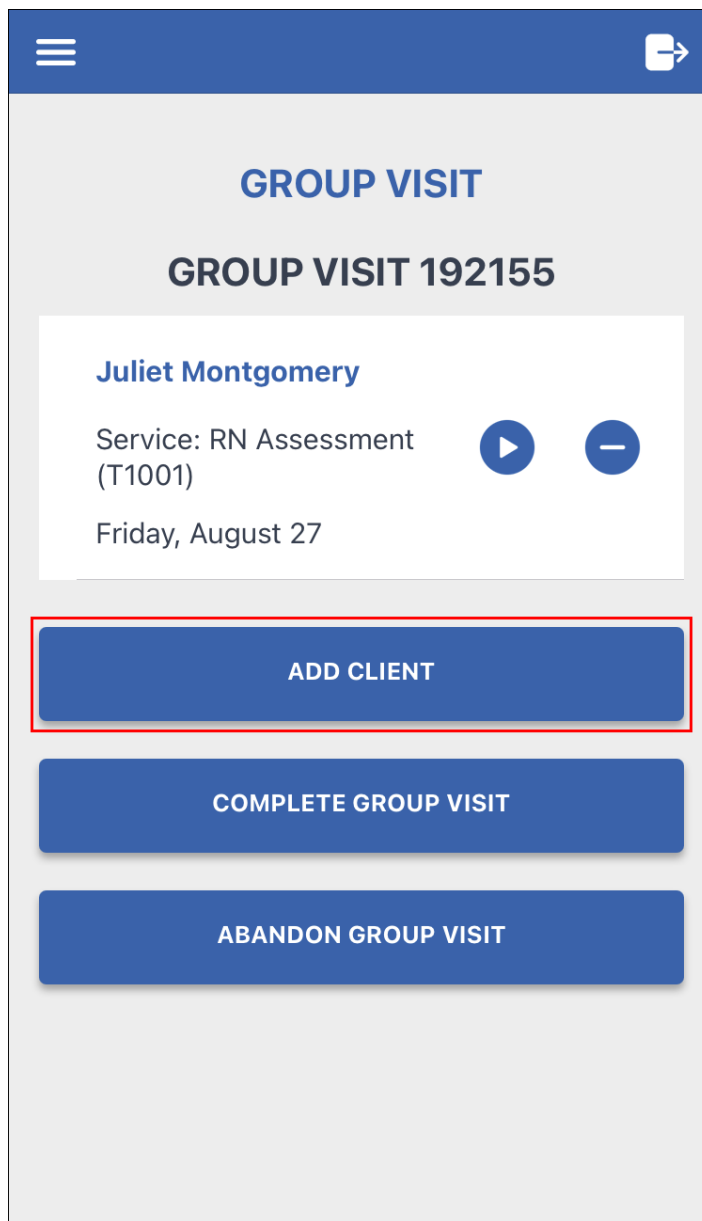 GROUP VISIT
GROUP VISIT 192155
Juliet Montgomery
Service: RN Assessment
(T1001)
Friday, August 27
ADD CLIENT
COMPLETE GROUP VISIT
ABANDON GROUP VISIT